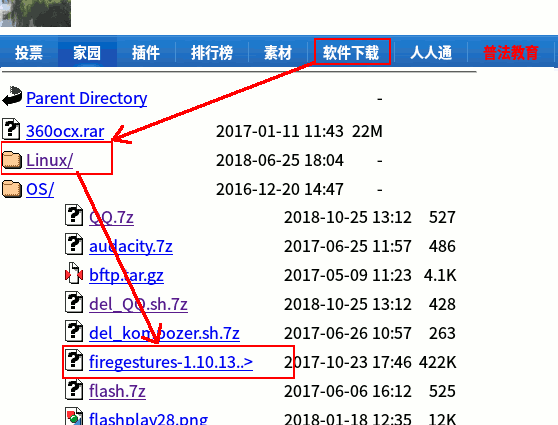 投票 家园 插件 排行榜 素材 软件下载 人人通 普法教育
Parent Directory -
360ocx.rar 2017-01-11 11:43 22M
Linux/ 2018-06-25 18:04 -
OS/ 2016-12-20 14:47 -
QQ.7z 2018-10-25 13:12 527
audacity.7z 2017-06-25 11:57 486
bftp.tar.gz 2017-05-09 11:23 4.1K
del_QQ.sh.7z 2018-10-25 13:12 428
del_kompozer.sh.7z 2017-06-26 10:57 263
firegestures-1.10.13..> 2017-10-23 17:46 422K
flash.7z 2017-06-06 16:12 525
flashplay28.png 2018-01-18 12:35 12K